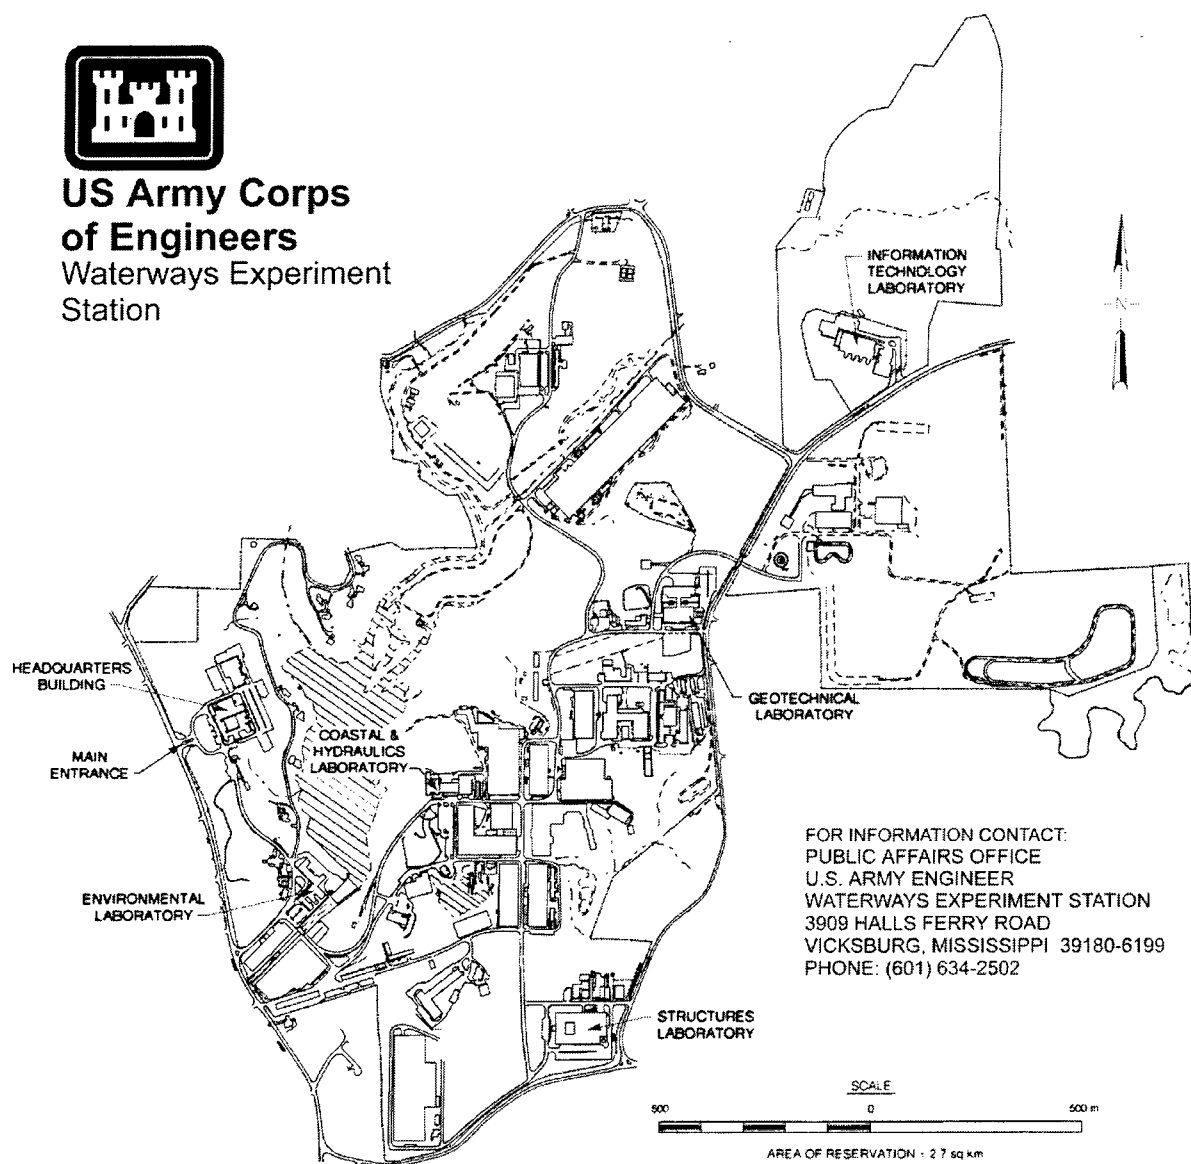 US Army Corps
of Engineers
Waterways Experiment
Station
INFORMATION
TECHNOLOGY
LABORATORY
N
HEADQUARTERS
BUILDING
MAIN
ENTRANCE
COASTAL &
HYDRAULICS
LABORATORY
GEOTECHNICAL
LABORATORY
ENVIRONMENTAL
LABORATORY
STRUCTURES
LABORATORY
FOR INFORMATION CONTACT:
PUBLIC AFFAIRS OFFICE
U.S. ARMY ENGINEER
WATERWAYS EXPERIMENT STATION
3909 HALLS FERRY ROAD
VICKSBURG, MISSISSIPPI 39180-6199
PHONE: (601) 634-2502
SCALE
500 0 500 m
AREA OF RESERVATION : 2.7 sq km